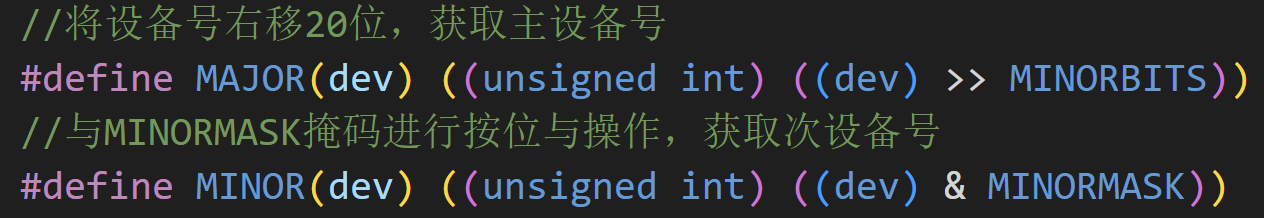 //将设备号右移20位，获取主设备号
#define MAJOR(dev) ((unsigned int) ((dev) >> MINORBITS))
//与MINORMASK掩码进行按位与操作，获取次设备号
#define MINOR(dev) ((unsigned int) ((dev) & MINORMASK))